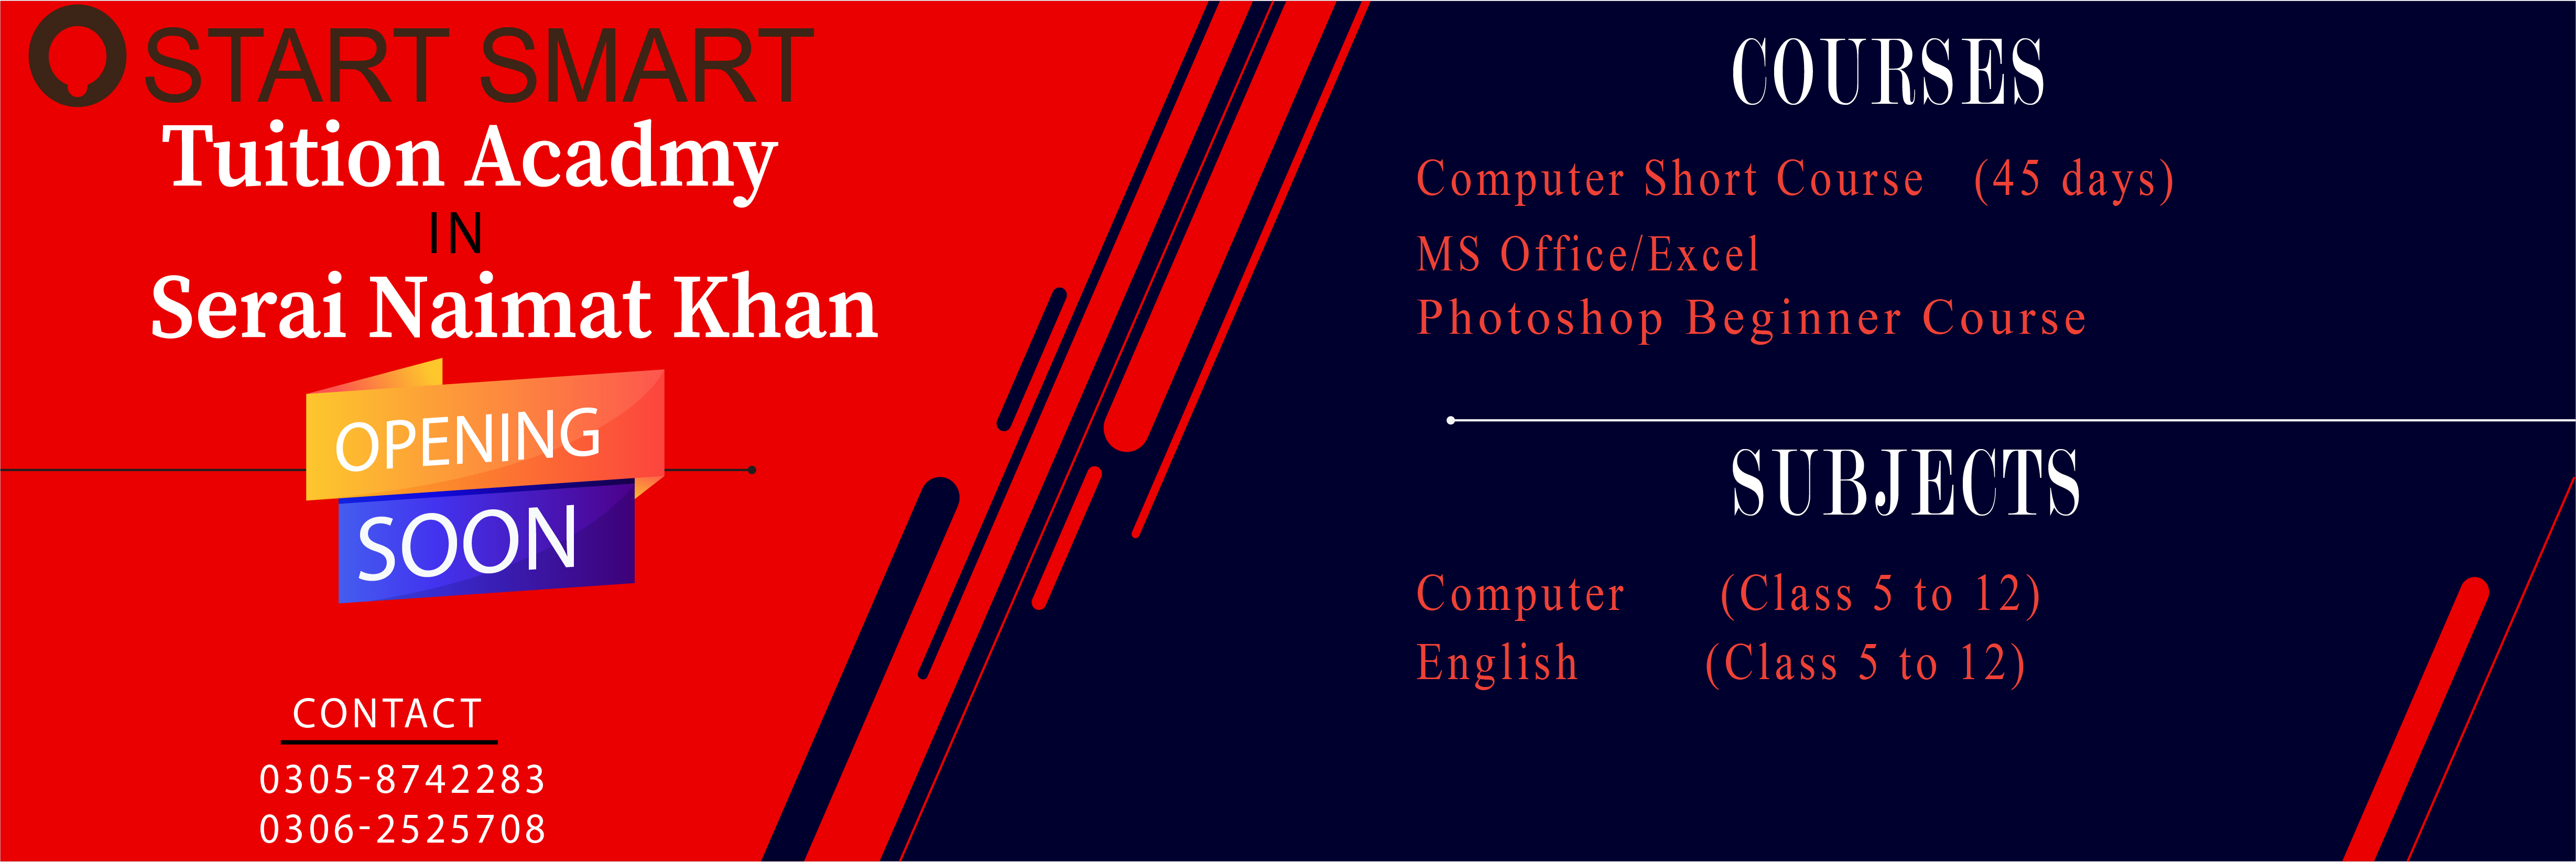 START SMART
Tuition Acadmy
IN
Serai Naimat Khan
OPENING
SOON
CONTACT
0305-8742283
0306-2525708
COURSES
Computer Short Course (45 days)
MS Office/Excel
Photoshop Beginner Course
SUBJECTS
Computer (Class 5 to 12)
English (Class 5 to 12)